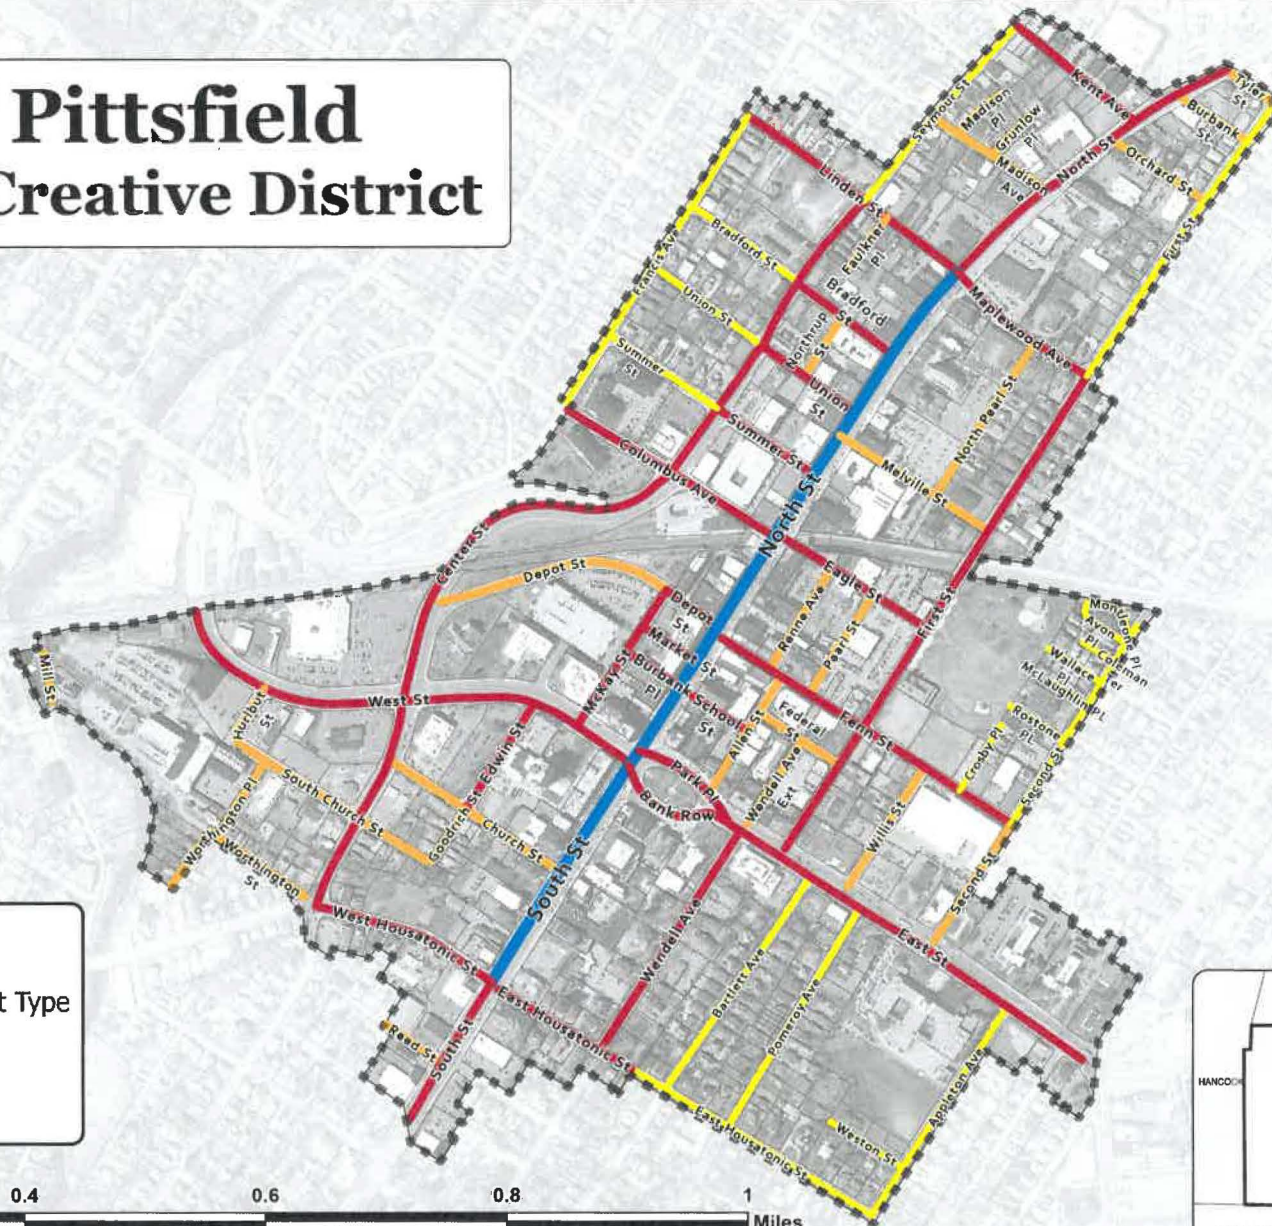 Pittsfield
Creative District
Kent Ave
Tyler
St
Burbank
St
Seymour St
Madison
Pl
Grunlow
Pl
North St
Orchard St
Madison
Ave
Linden St
First St
Faulkner
Pl
Francis Ave
Bradford St
Bradford
St
Maplewood Ave
Union St
Northrup
St
Union
St
Summer
St
Summer St
North Pearl St
Melville St
Columbus Ave
North St
Center St
Depot St
Eagle St
Renne Ave
Pearl St
First St
Depot
St
Market St
McKay St
Burbank
Pl
School
St
Monteleon
Pl
Avon
Pl
Coleman
Wallace
Pl
McLaughlin PL
Rostone
PL
Crosby Pl
Second St
Mill St
West St
Hurlbut
St
Federal
St
Fenn St
Allen St
Wendell Ave
Ext
Park Pl
Bank Row
Edwin St
South Church St
Goodrich St
Church St
Worthington Pl
Worthington
St
Willis St
Second St
South St
West Housatonic St
Wendell Ave
East St
Bartlett Ave
Pomeroy Ave
East Housatonic St
Read St
South St
Appleton Ave
East Housatonic St
Weston St
t Type
HANCOCK
0.4 0.6 0.8 1
Miles